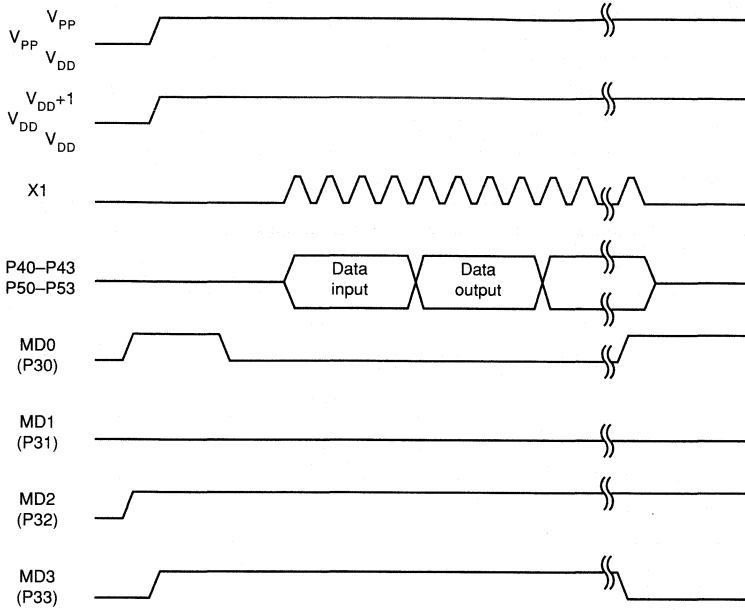 VPP
VPP
VDD
VDD+1
VDD
VDD
X1
P40–P43
P50–P53
Data
input
Data
output
MD0
(P30)
MD1
(P31)
MD2
(P32)
MD3
(P33)